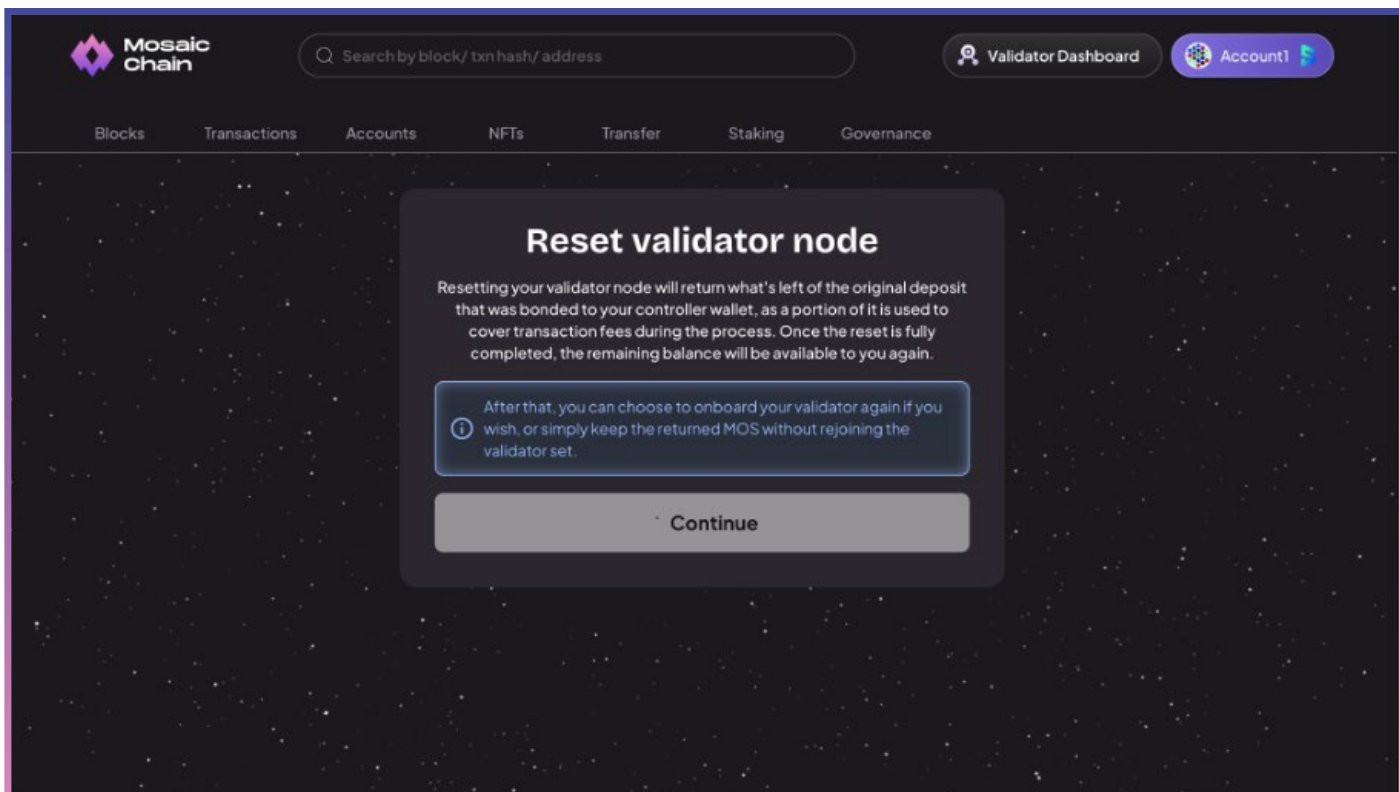 Mosaic
Chain
Search by block/ txn hash/ address
Validator Dashboard
Account1
Blocks
Transactions
Accounts
NFTs
Transfer
Staking
Governance
Reset validator node
Resetting your validator node will return what's left of the original deposit
that was bonded to your controller wallet, as a portion of it is used to
cover transaction fees during the process. Once the reset is fully
completed, the remaining balance will be available to you again.
After that, you can choose to onboard your validator again if you
wish, or simply keep the returned MOS without rejoining the
validator set.
Continue